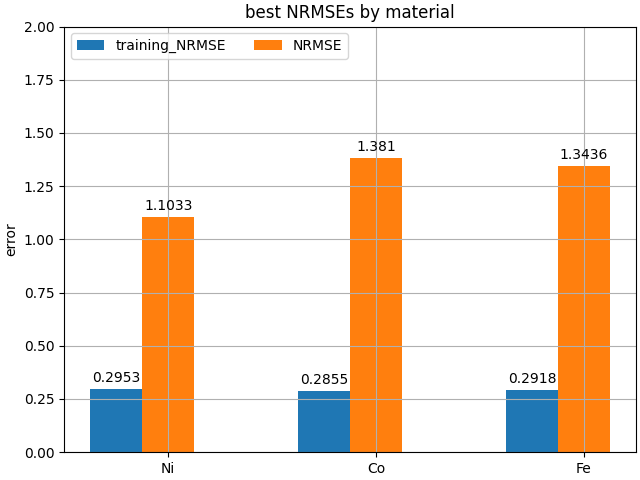 best NRMSEs by material
training_NRMSE
NRMSE
error
2.00
1.75
1.50
1.25
1.00
0.75
0.50
0.25
0.00
0.2953
1.1033
0.2855
1.381
0.2918
1.3436
Ni
Co
Fe